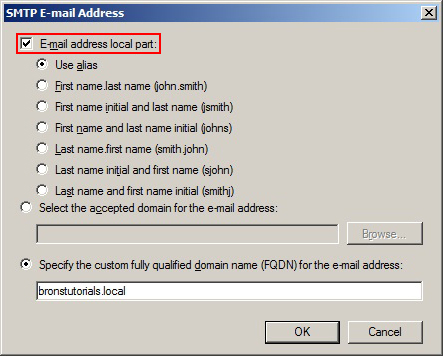 SMTP E-mail Address
E-mail address local part:
Use alias
First name.last name (john.smith)
First name initial and last name (jsmith)
First name and last name initial (johns)
Last name.first name (smith.john)
Last name initial and first name (sjohn)
Last name and first name initial (smithj)
Select the accepted domain for the e-mail address:
Browse...
Specify the custom fully qualified domain name (FQDN) for the e-mail address:
bronstutorials.local
OK Cancel